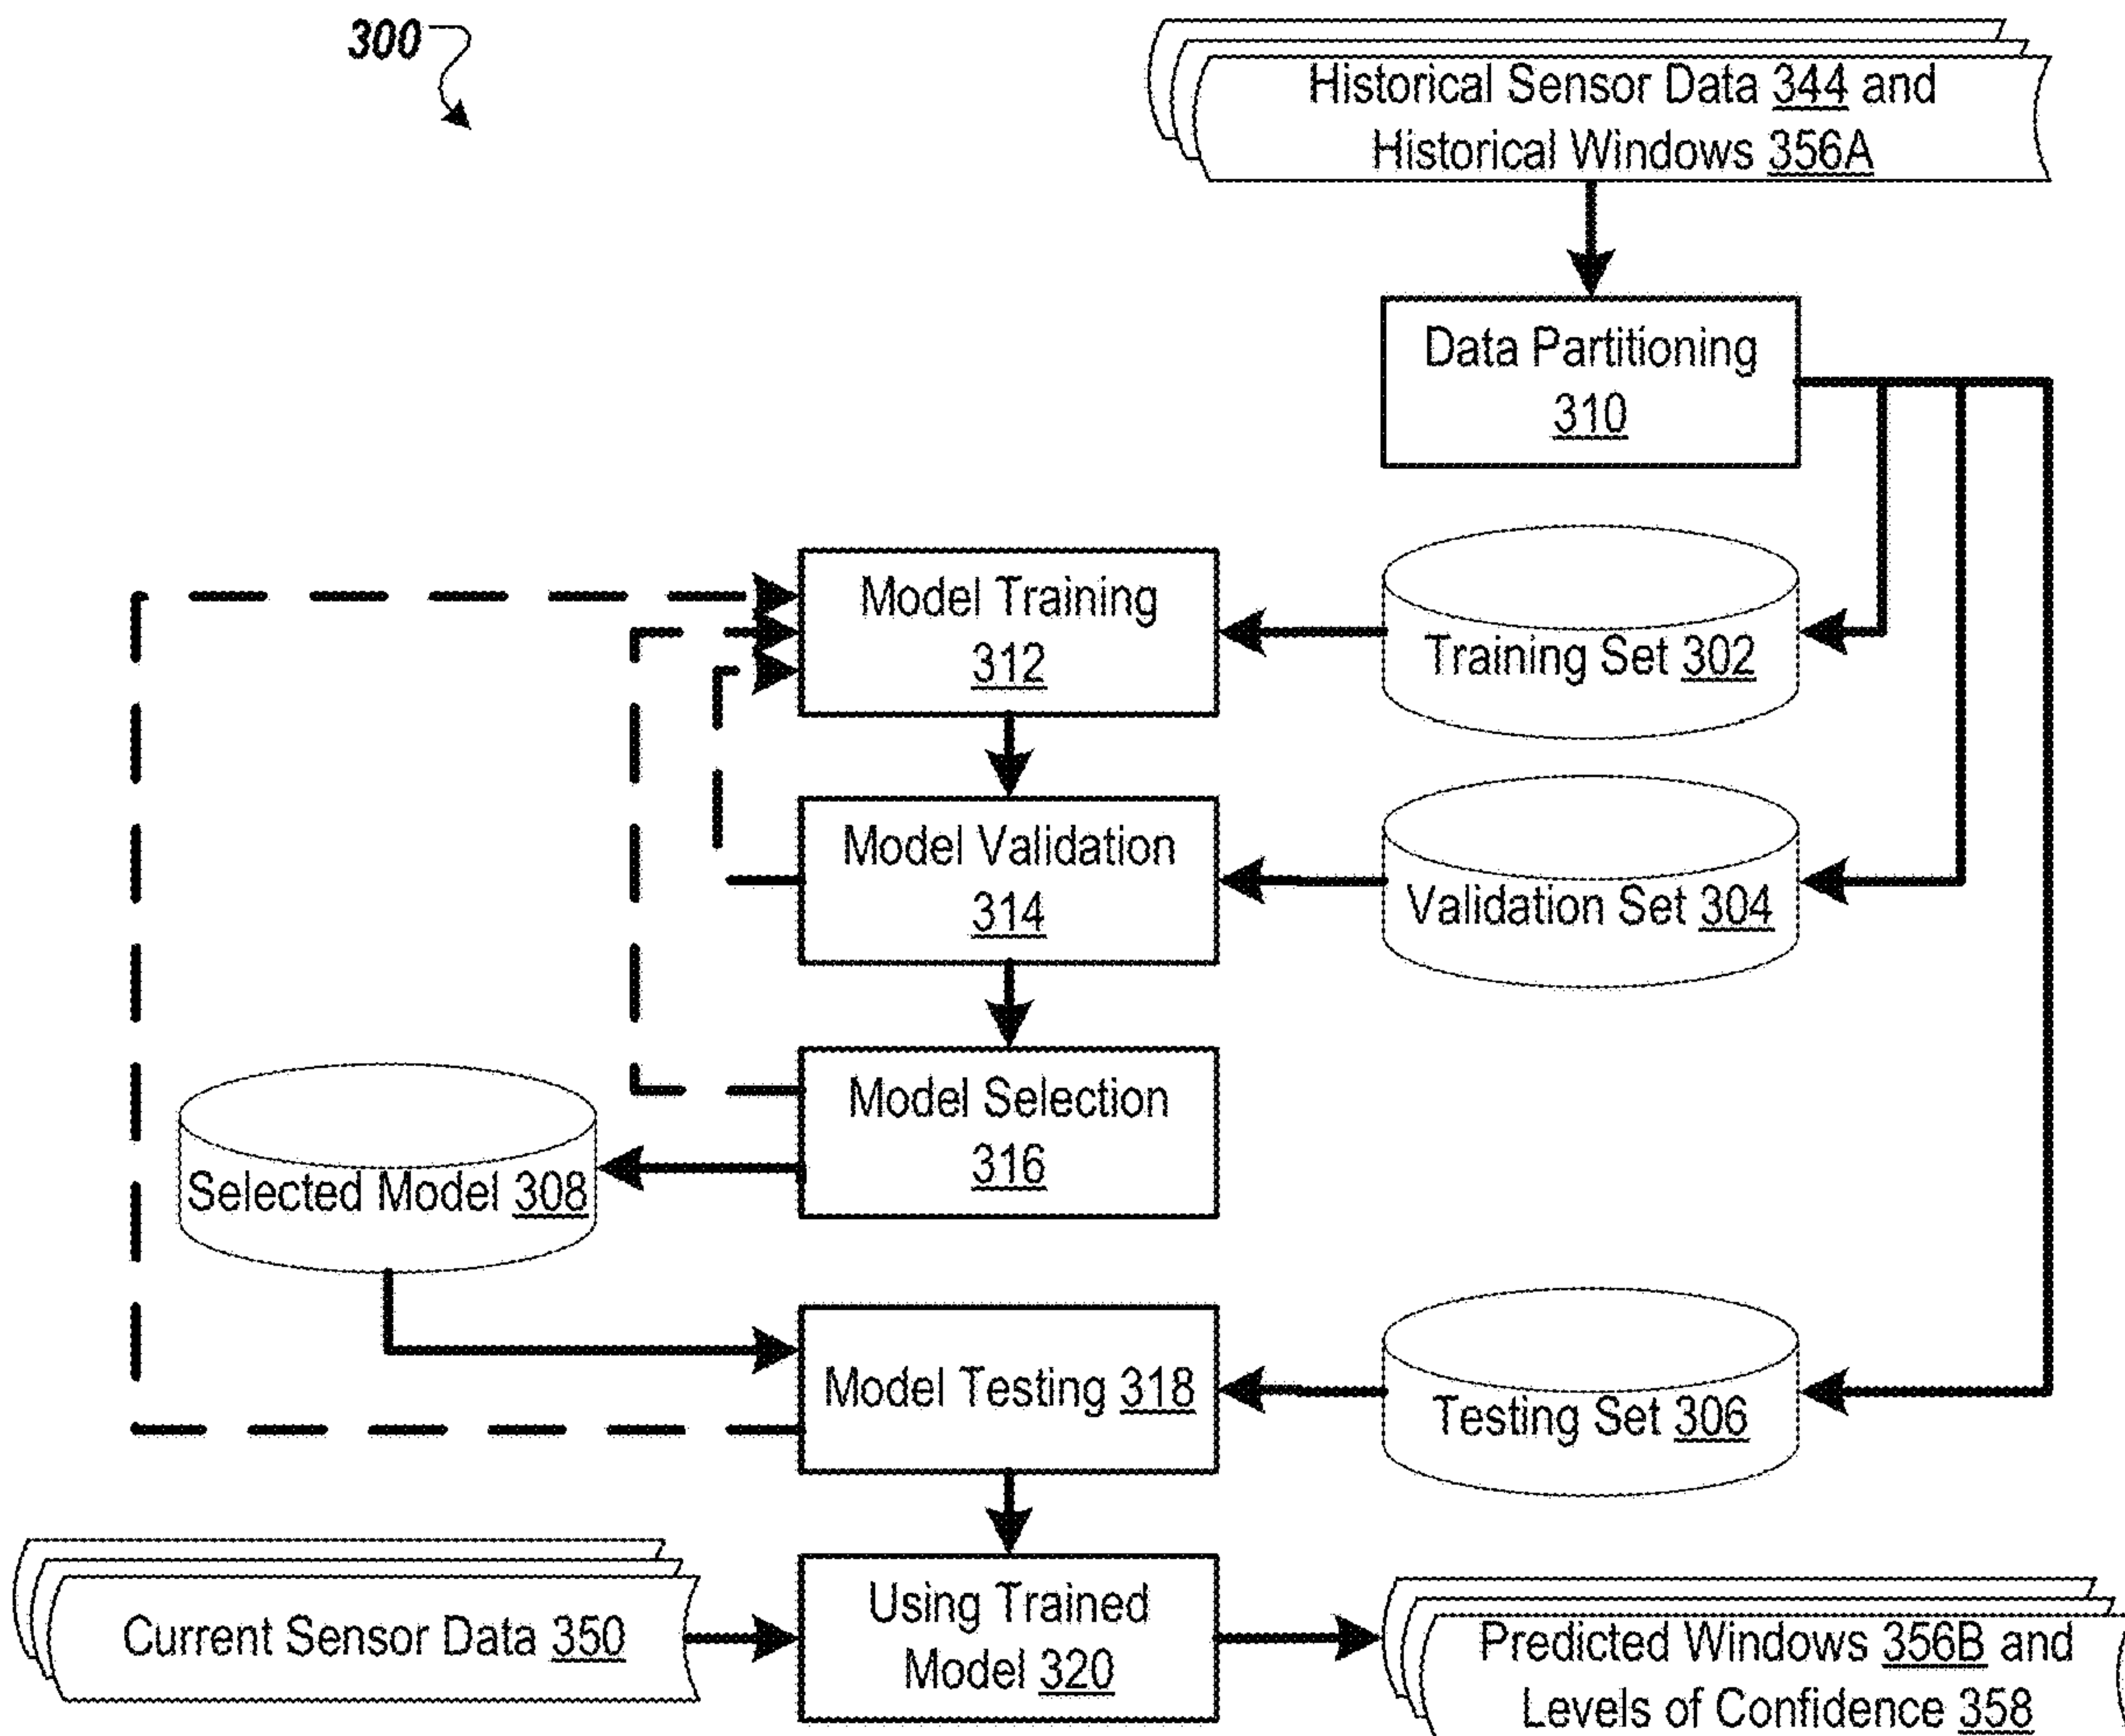 300
Historical Sensor Data 344 and
Historical Windows 356A
Data Partitioning
310
Model Training
312
Training Set 302
Model Validation
314
Validation Set 304
Model Selection
316
Selected Model 308
Model Testing 318
Testing Set 306
Current Sensor Data 350
Using Trained
Model 320
Predicted Windows 356B and
Levels of Confidence 358